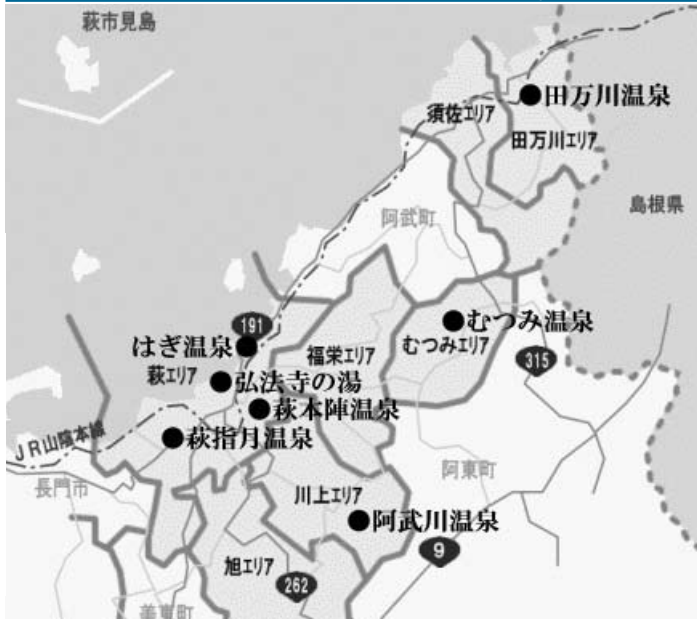 萩市見島
田万川温泉
須佐エリア
田万川エリア
島根県
阿武町
むつみ温泉
191
はぎ温泉
福栄エリア
むつみエリア
315
萩エリア
弘法寺の湯
萩本陣温泉
JR山陰本線
萩指月温泉
阿東町
長門市
川上エリア
阿武川温泉
9
旭エリア
262
美東町